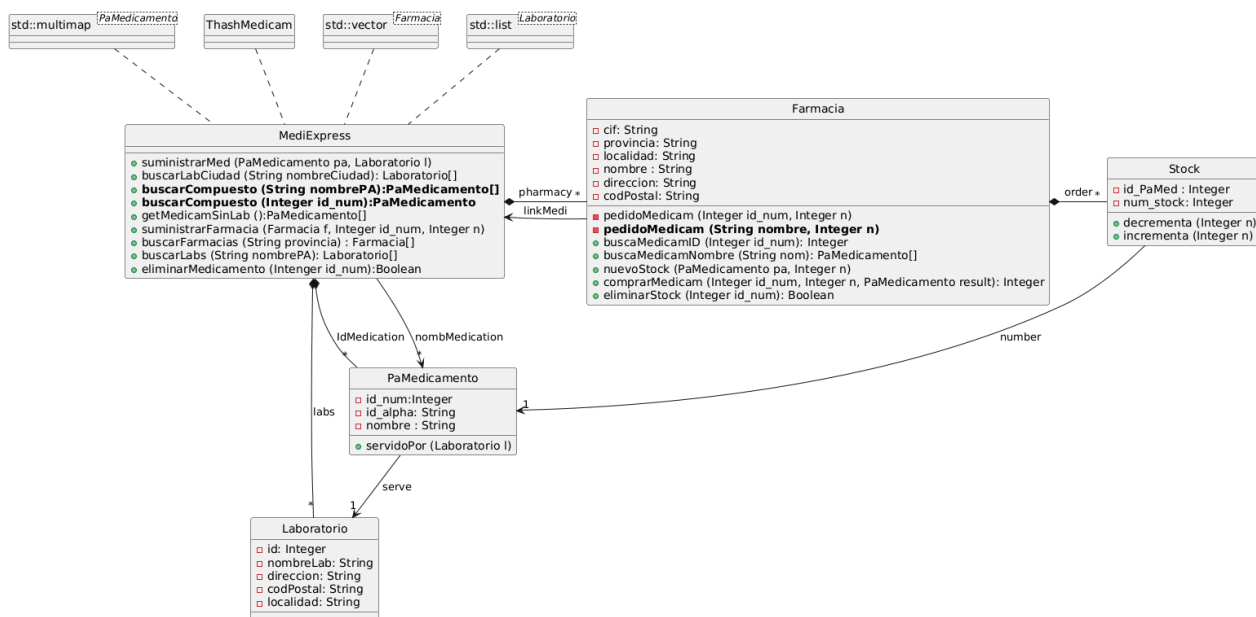 std::multimap PaMedicamento
ThashMedicam
std::vector Farmacia
std::list Laboratorio
MediExpress
suministrarMed (PaMedicamento pa, Laboratorio l)
buscarLabCiudad (String nombreCiudad): Laboratorio[]
buscarCompuesto (String nombrePA):PaMedicamento[]
buscarCompuesto (Integer id_num):PaMedicamento
getMedicamSinLab ():PaMedicamento[]
suministrarFarmacia (Farmacia f, Integer id_num, Integer n)
buscarFarmacias (String provincia) : Farmacia[]
buscarLabs (String nombrePA): Laboratorio[]
eliminarMedicamento (Intenger id_num):Boolean
pharmacy *
linkMedi
Farmacia
cif: String
provincia: String
localidad: String
nombre : String
direccion: String
codPostal: String
pedidoMedicam (Integer id_num, Integer n)
pedidoMedicam (String nombre, Integer n)
buscaMedicamID (Integer id_num): Integer
buscaMedicamNombre (String nom): PaMedicamento[]
nuevoStock (PaMedicamento pa, Integer n)
comprarMedicam (Integer id_num, Integer n, PaMedicamento result): Integer
eliminarStock (Integer id_num): Boolean
order *
Stock
id_PaMed : Integer
num_stock: Integer
decrementa (Integer n)
incrementa (Integer n)
IdMedication
*
nombMedication
*
number
1
PaMedicamento
id_num:Integer
id_alpha: String
nombre : String
servidoPor (Laboratorio l)
labs
*
serve
1
Laboratorio
id: Integer
nombreLab: String
direccion: String
codPostal: String
localidad: String